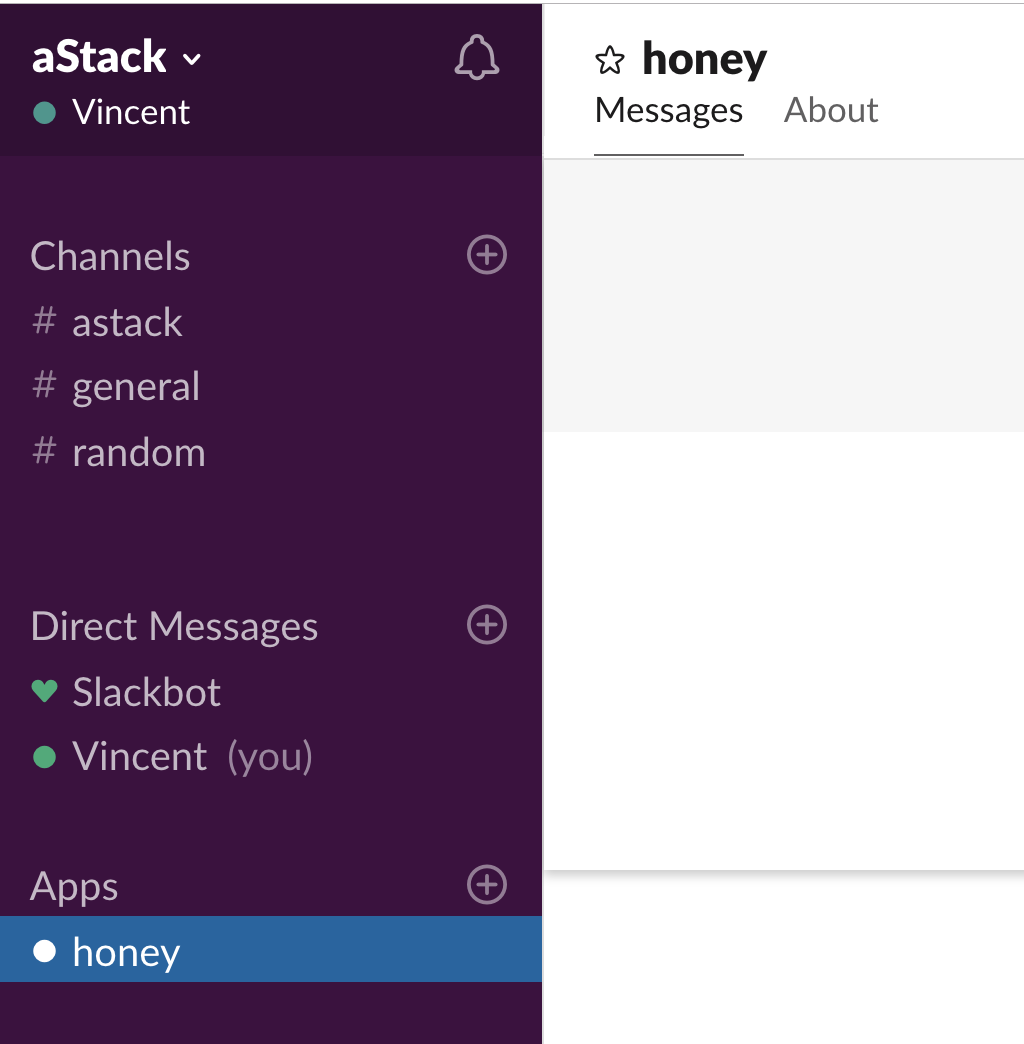 aStack
Vincent
Channels
# astack
# general
# random
Direct Messages
Slackbot
Vincent (you)
Apps
honey
honey
Messages About